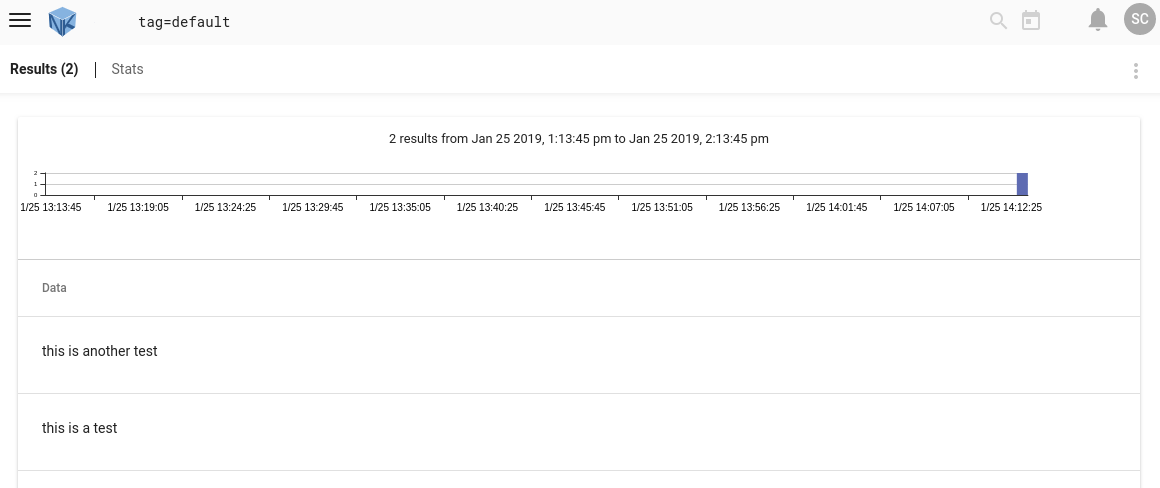 tag=default
SC
Results (2) | Stats
2 results from Jan 25 2019, 1:13:45 pm to Jan 25 2019, 2:13:45 pm
2
1
0
1/25 13:13:45 1/25 13:19:05 1/25 13:24:25 1/25 13:29:45 1/25 13:35:05 1/25 13:40:25 1/25 13:45:45 1/25 13:51:05 1/25 13:56:25 1/25 14:01:45 1/25 14:07:05 1/25 14:12:25
Data
this is another test
this is a test